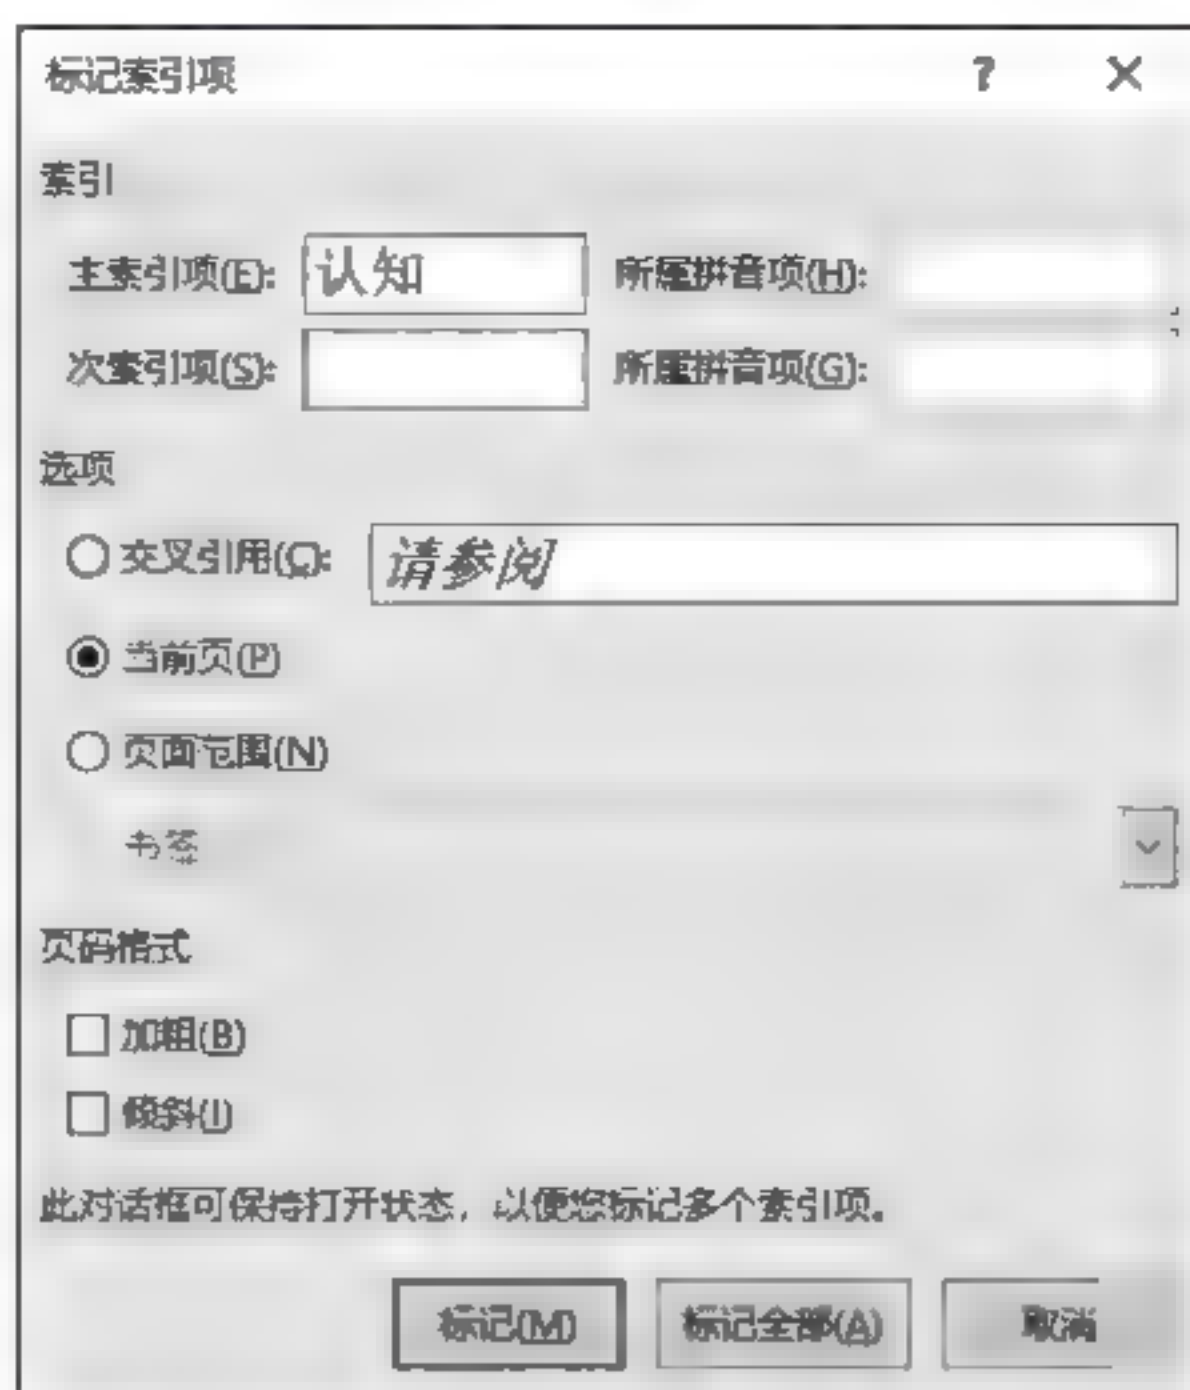 标记索引项 ? ×
索引
主索引项(E): 认知 所属拼音项(H):
次索引项(S): 所属拼音项(G):
选项
交叉引用(C): 请参阅
当前页(P)
页面范围(N)
书签
页码格式
加粗(B)
倾斜(I)
此对话框可保持打开状态，以便您标记多个索引项。
标记(M) 标记全部(A) 取消